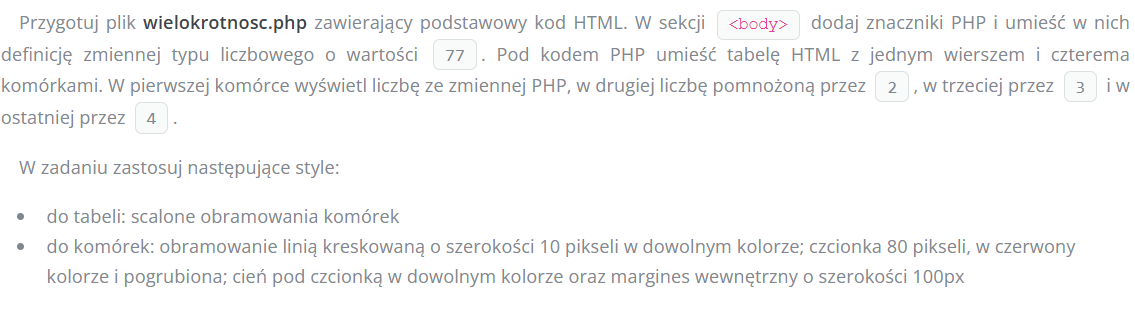 Przygotuj plik wielokrotnosc.php zawierający podstawowy kod HTML. W sekcji <body> dodaj znaczniki PHP i umieść w nich
definicję zmiennej typu liczbowego o wartości 77 . Pod kodem PHP umieść tabelę HTML z jednym wierszem i czterema
komórkami. W pierwszej komórce wyświetl liczbę ze zmiennej PHP, w drugiej liczbę pomnożoną przez 2 , w trzeciej przez 3 i w
ostatniej przez 4 .
W zadaniu zastosuj następujące style:
• do tabeli: scalone obramowania komórek
• do komórek: obramowanie linią kreskowaną o szerokości 10 pikseli w dowolnym kolorze; czcionka 80 pikseli, w czerwony
kolorze i pogrubiona; cień pod czcionką w dowolnym kolorze oraz margines wewnętrzny o szerokości 100px